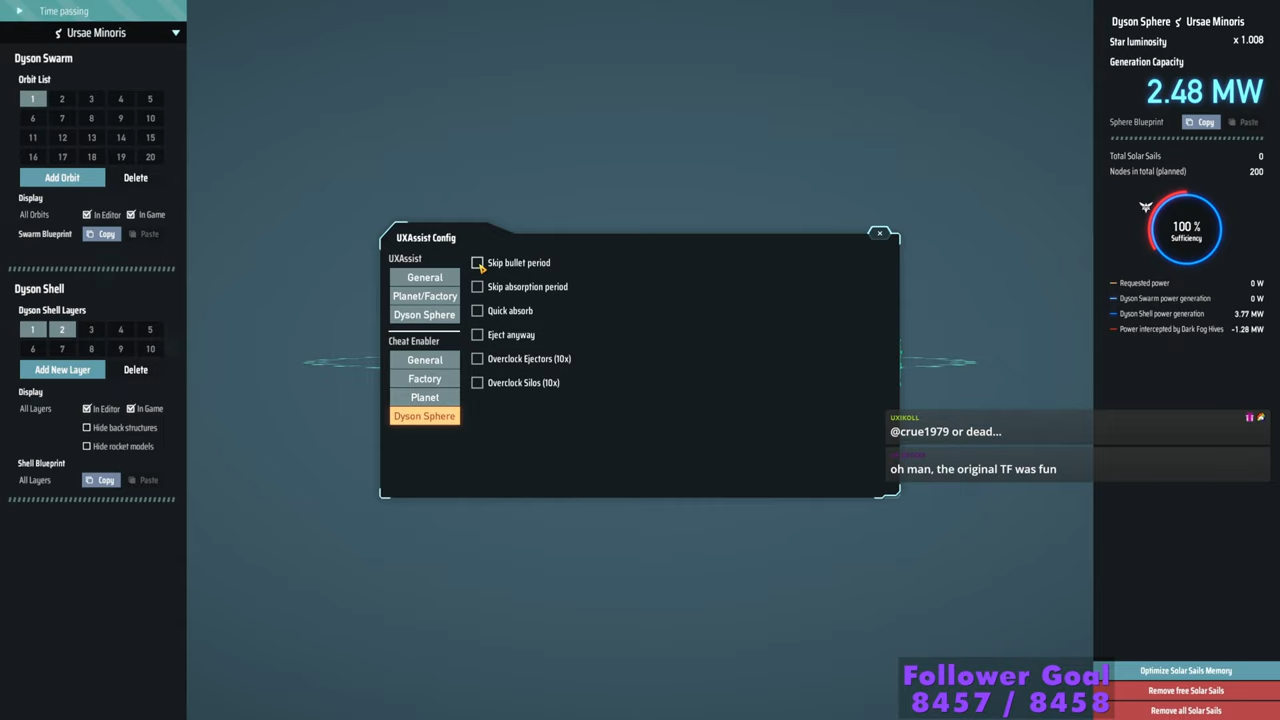 Time passing
Ursae Minoris
Dyson Swarm
Orbit List
1 2 3 4 5
6 7 8 9 10
11 12 13 14 15
16 17 18 19 20
Add Orbit Delete
Display
All Orbits In Editor In Game
Swarm Blueprint Copy Paste
Dyson Shell
Dyson Shell Layers
1 2 3 4 5
6 7 8 9 10
Add New Layer Delete
Display
All Layers In Editor In Game
Hide back structures
Hide rocket models
Shell Blueprint
All Layers Copy Paste
UXAssist Config
UXAssist
General
Planet/Factory
Dyson Sphere
Cheat Enabler
General
Factory
Planet
Dyson Sphere
Skip bullet period
Skip absorption period
Quick absorb
Eject anyway
Overclock Ejectors (10x)
Overclock Silos (10x)
Dyson Sphere Ursae Minoris
Star luminosity x 1.008
Generation Capacity
2.48 MW
Sphere Blueprint Copy Paste
Total Solar Sails 0
Nodes in total (planned) 200
100 %
Sufficiency
Requested power 0 W
Dyson Swarm power generation 0 W
Dyson Shell power generation 3.77 MW
Power intercepted by Dark Fog Hives -1.28 MW
UXIKOLL
@crue1979 or dead...
oh man, the original TF was fun
Follower Goal
8457 / 8458
Optimize Solar Sails Memory
Remove free Solar Sails
Remove all Solar Sails